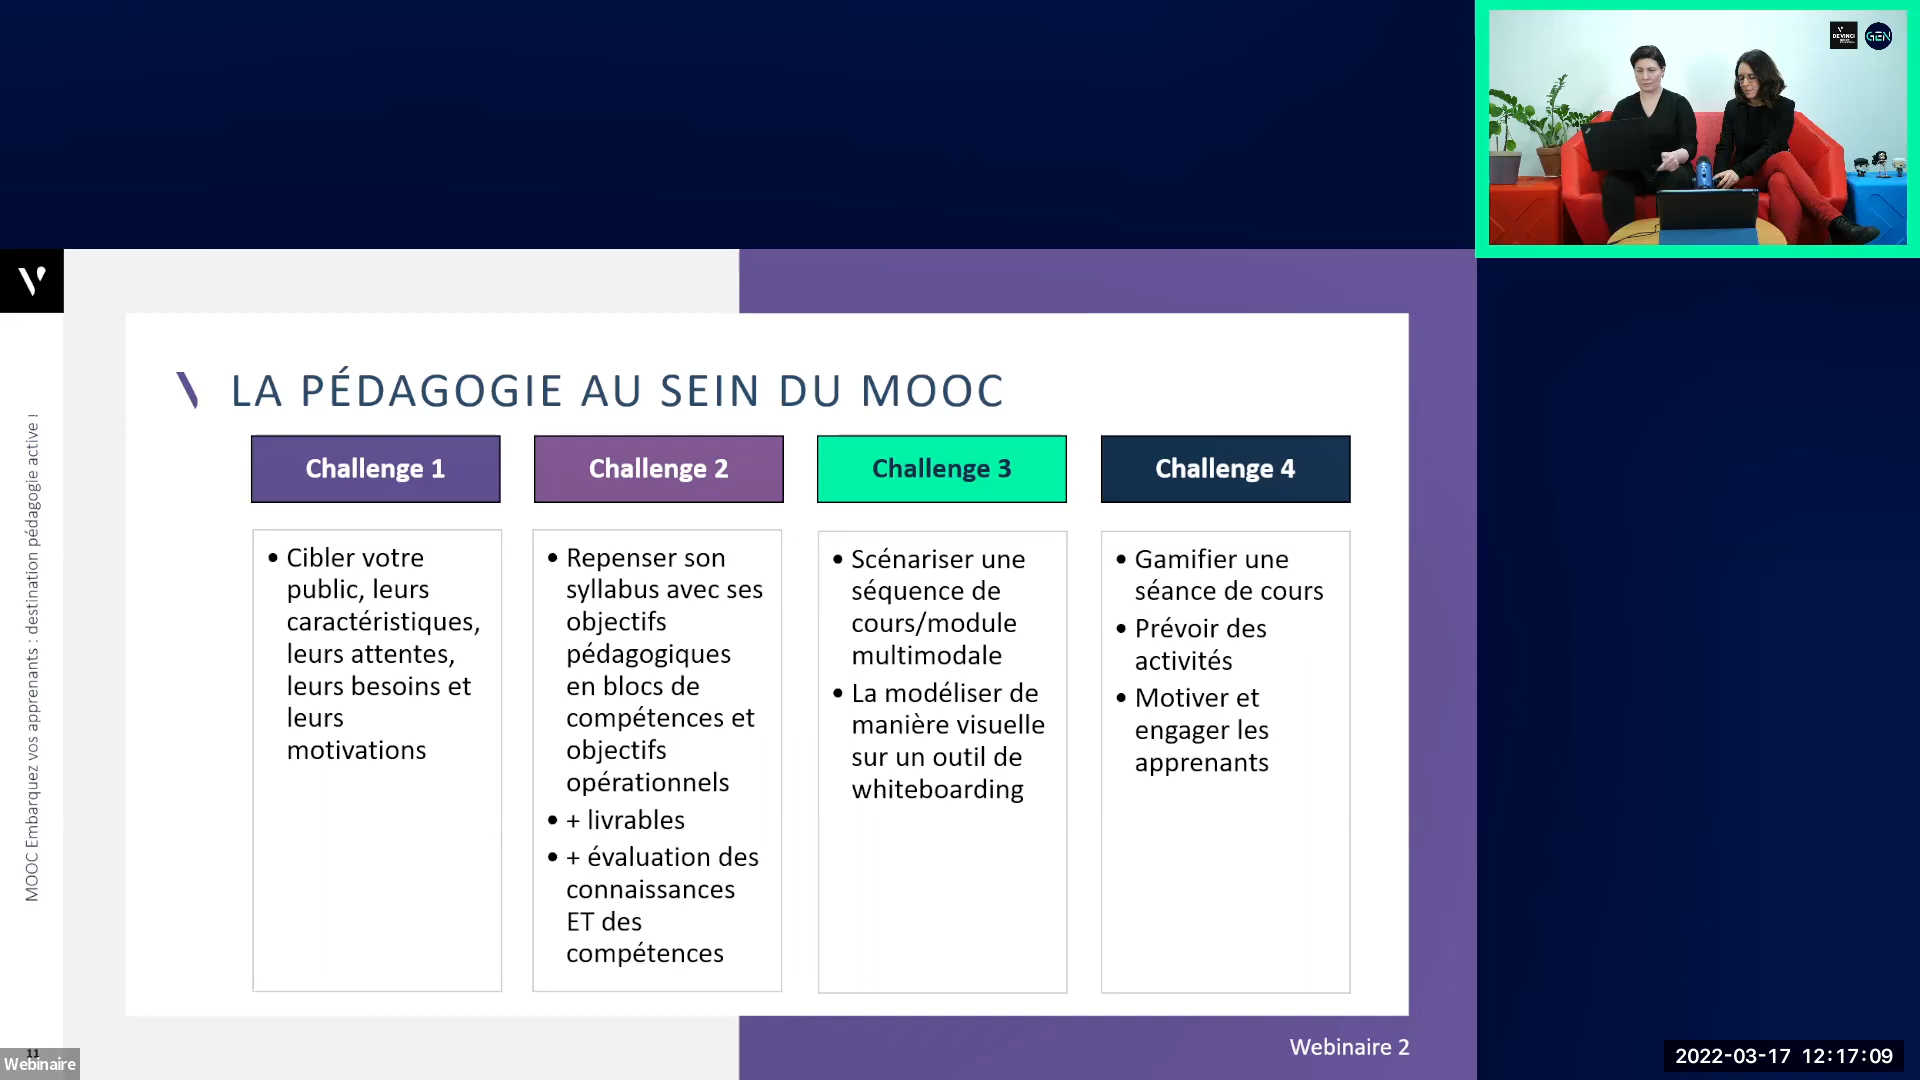 DE VINCI
GEN
LA PÉDAGOGIE AU SEIN DU MOOC
Challenge 1
• Cibler votre
public, leurs
caractéristiques,
leurs attentes,
leurs besoins et
leurs
motivations
Challenge 2
• Repenser son
syllabus avec ses
objectifs
pédagogiques
en blocs de
compétences et
objectifs
opérationnels
• + livrables
• + évaluation des
connaissances
ET des
compétences
Challenge 3
• Scénariser une
séquence de
cours/module
multimodale
• La modéliser de
manière visuelle
sur un outil de
whiteboarding
Challenge 4
• Gamifier une
séance de cours
• Prévoir des
activités
• Motiver et
engager les
apprenants
MOOC Embarquez vos apprenants : destination pédagogie active !
11
Webinaire
Webinaire 2
2022-03-17 12:17:09